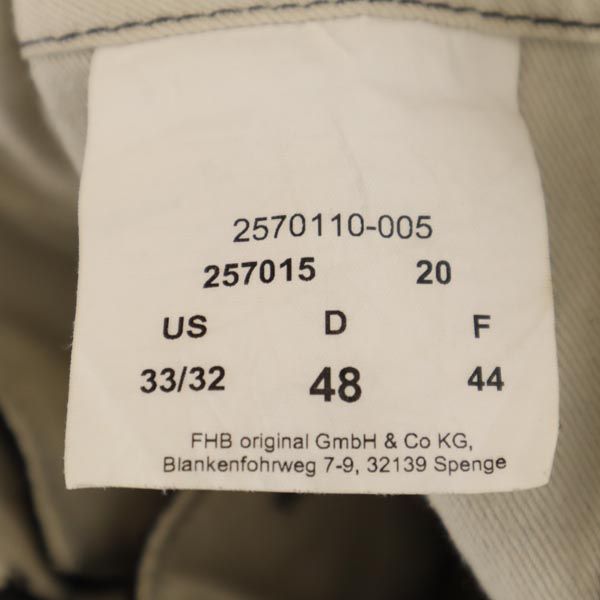 2570110-005
257015 20
US D F
33/32 48 44
FHB original GmbH & Co KG,
Blankenfohrweg 7-9, 32139 Spenge